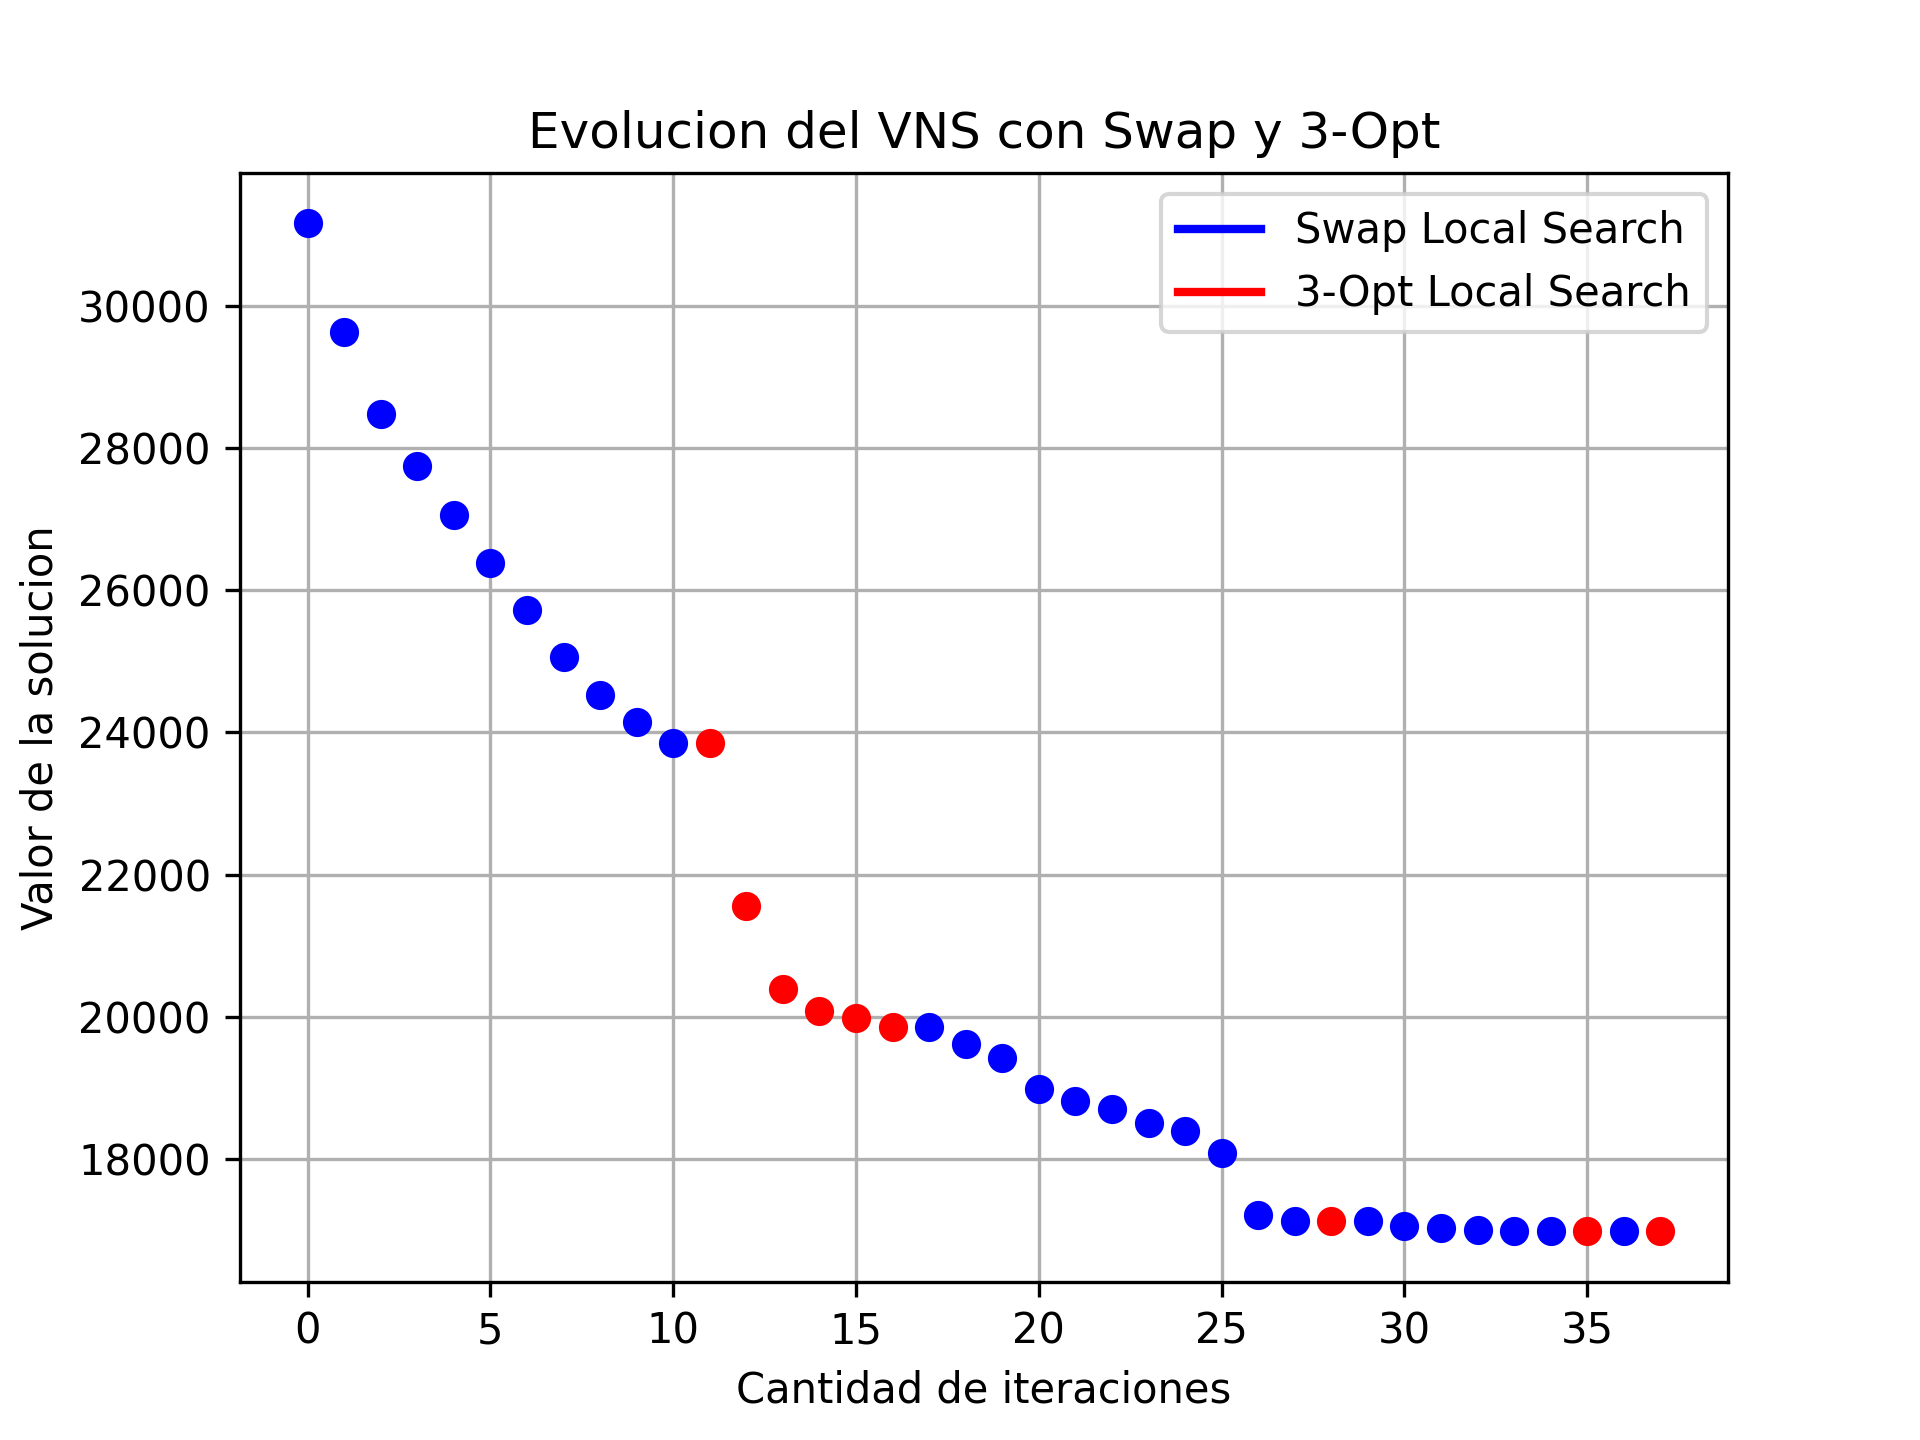 Evolucion del VNS con Swap y 3-Opt
Swap Local Search
3-Opt Local Search
Valor de la solucion
30000
28000
26000
24000
22000
20000
18000
0 5 10 15 20 25 30 35
Cantidad de iteraciones